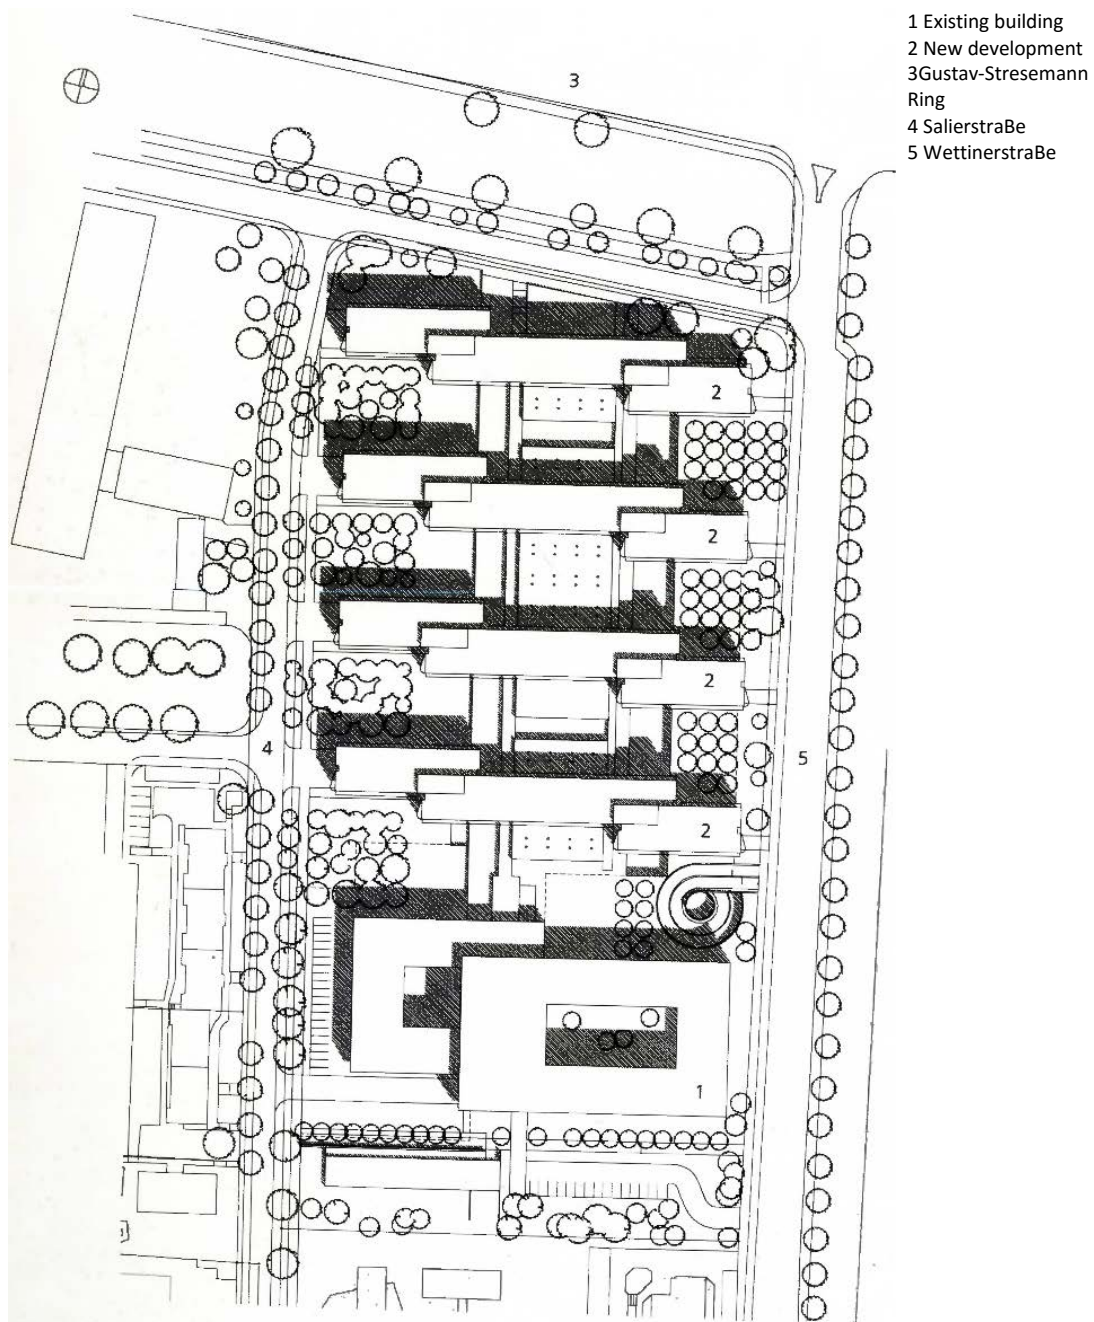 1 Existing building
2 New development
3Gustav-Stresemann
Ring
4 SalierstraBe
5 WettinerstraBe
3
2
2
2
4
5
2
1